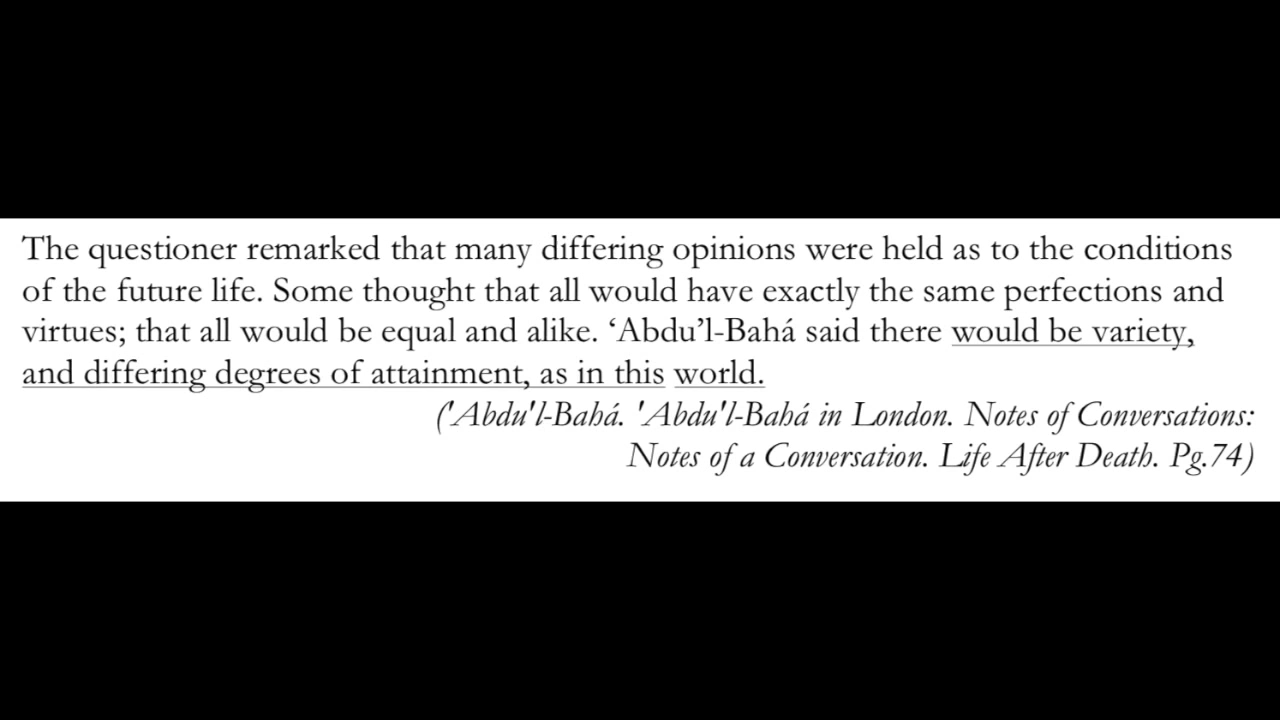 The questioner remarked that many differing opinions were held as to the conditions
of the future life. Some thought that all would have exactly the same perfections and
virtues; that all would be equal and alike. ‘Abdu’l-Bahá said there would be variety,
and differing degrees of attainment, as in this world.
('Abdu'l-Bahá. 'Abdu'l-Bahá in London. Notes of Conversations:
Notes of a Conversation. Life After Death. Pg.74)